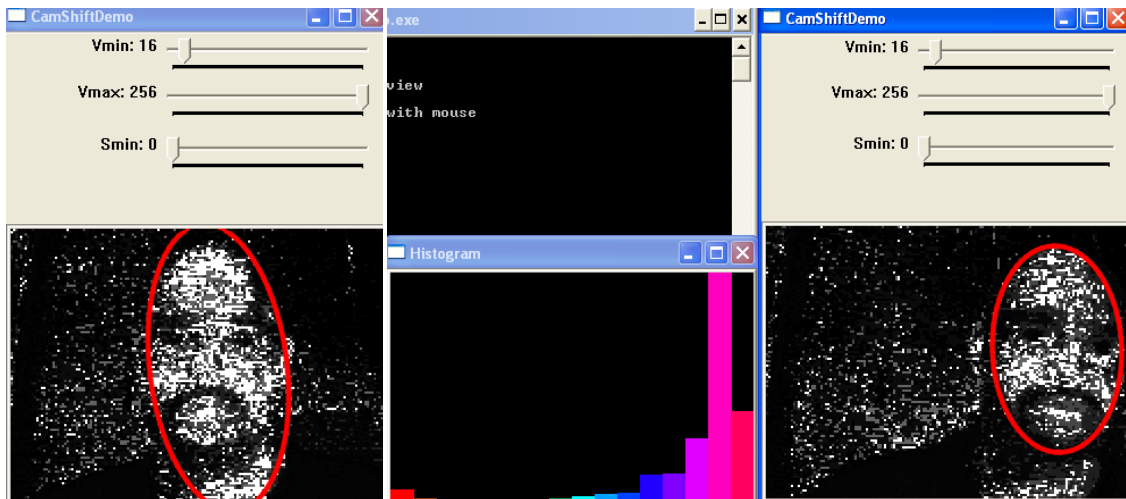 CamShiftDemo
Vmin: 16
Vmax: 256
Smin: 0
.exe
view
with mouse
Histogram
CamShiftDemo
Vmin: 16
Vmax: 256
Smin: 0